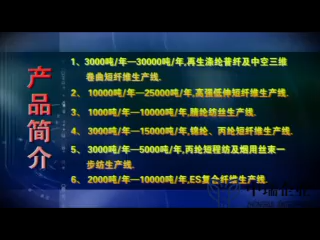 产品简介
1、3000吨/年—30000吨/年,再生涤纶普纤及中空三维
卷曲短纤维生产线.
2、10000吨/年—25000吨/年,高强低伸短纤维生产线.
3、1000吨/年—10000吨/年,腈纶纺丝生产线.
4、3000吨/年—15000吨/年,锦纶、丙纶短纤维生产线.
5、3000吨/年—5000吨/年,丙纶短程纺及烟用丝束一
步纺生产线.
6、2000吨/年—10000吨/年,ES复合纤维生产线.